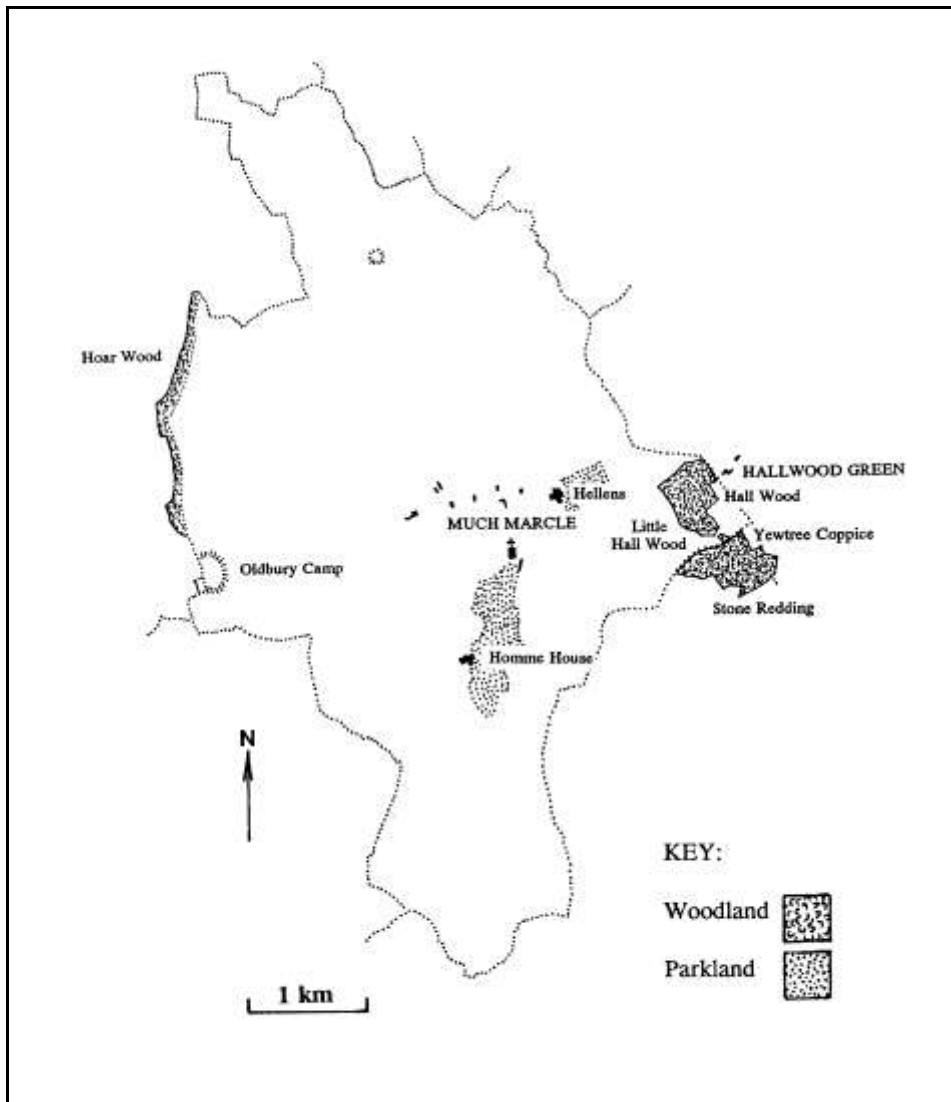 Hoar Wood
HALLWOOD GREEN
Hellens
Hall Wood
MUCH MARCLE
Little
Hall Wood
Yewtree Coppice
Oldbury Camp
Stone Redding
Homme House
N
KEY:
Woodland
Parkland
1 km